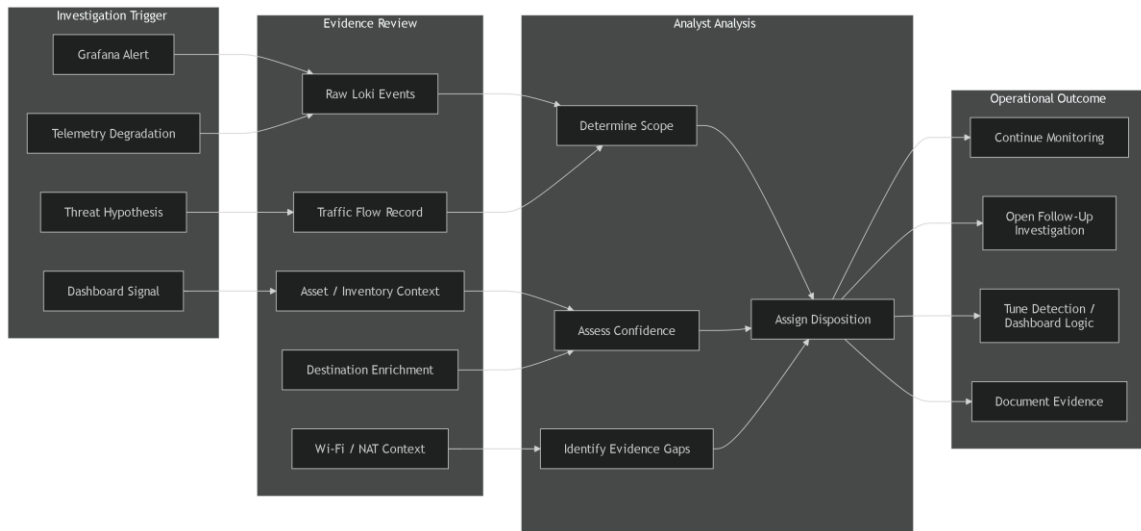 Investigation Trigger
Grafana Alert
Telemetry Degradation
Threat Hypothesis
Dashboard Signal
Evidence Review
Raw Loki Events
Traffic Flow Record
Asset / Inventory Context
Destination Enrichment
Wi-Fi / NAT Context
Analyst Analysis
Determine Scope
Assess Confidence
Identify Evidence Gaps
Assign Disposition
Operational Outcome
Continue Monitoring
Open Follow-Up
Investigation
Tune Detection /
Dashboard Logic
Document Evidence